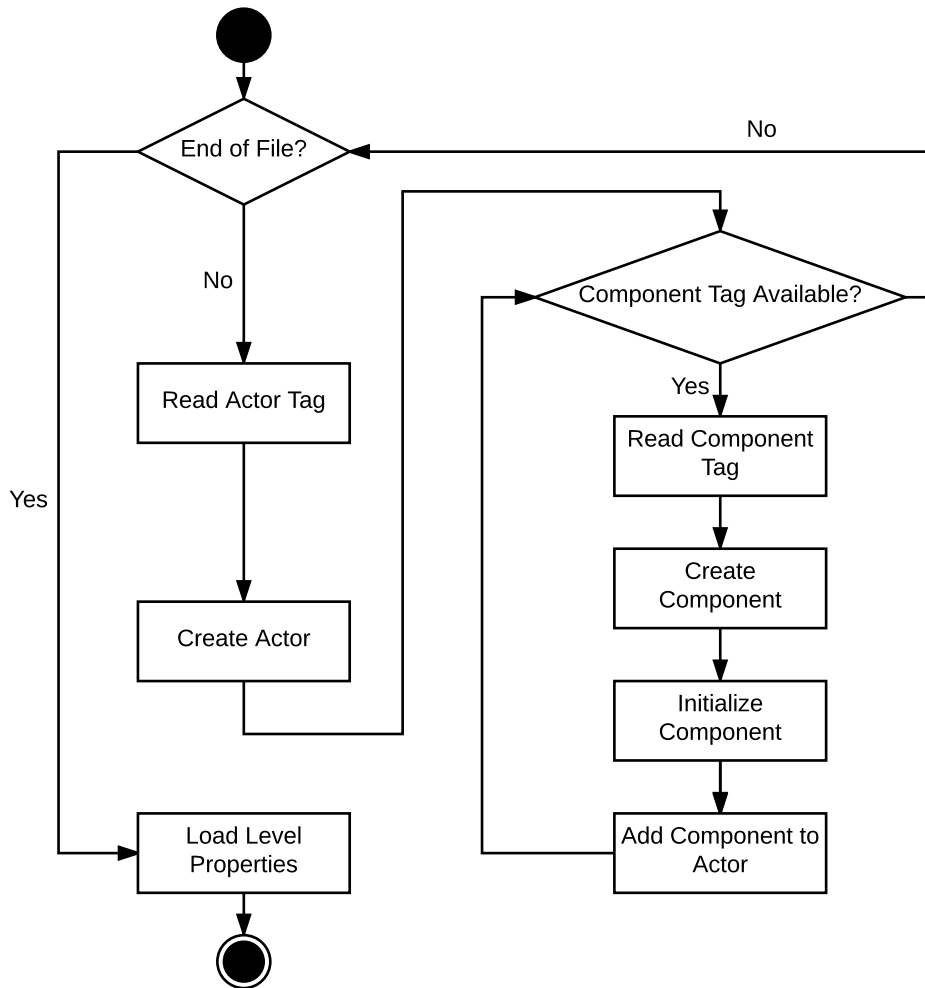 End of File?
No
No
Component Tag Available?
Yes
Read Actor Tag
Read Component
Tag
Yes
Create
Component
Create Actor
Initialize
Component
Load Level
Properties
Add Component to
Actor